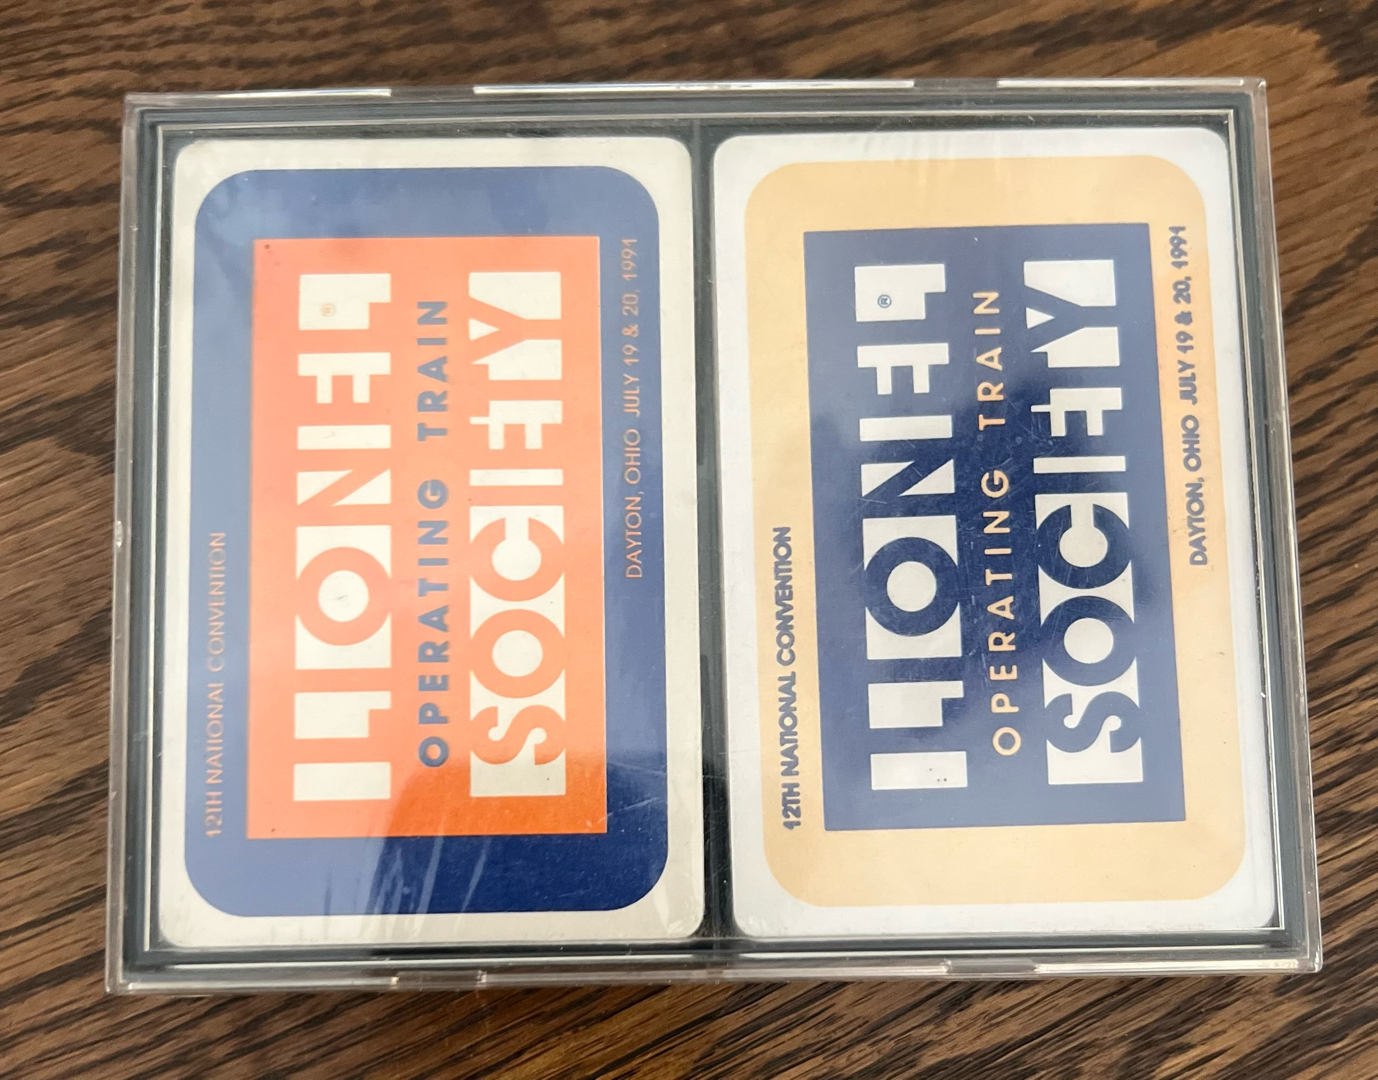 12TH NATIONAL CONVENTION
LIONEL®
OPERATING TRAIN
SOCIETY
DAYTON, OHIO JULY 19 & 20, 1991
12TH NATIONAL CONVENTION
LIONEL®
OPERATING TRAIN
SOCIETY
DAYTON, OHIO JULY 19 & 20, 1991